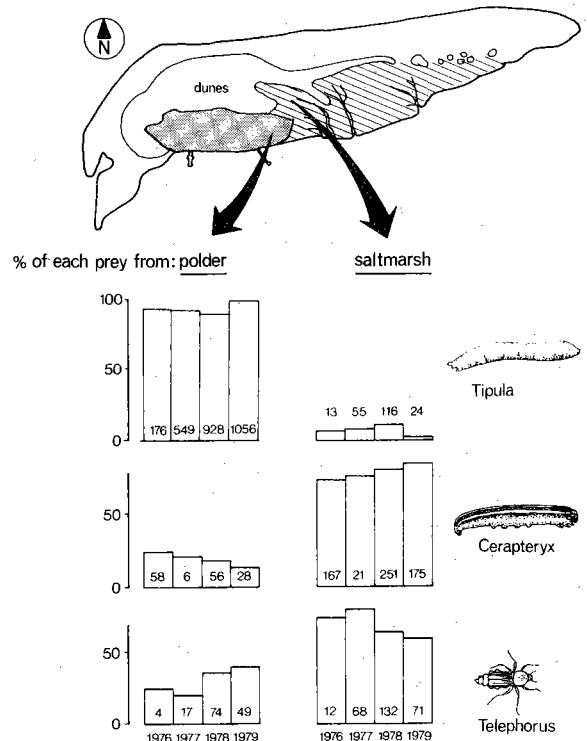 N
dunes
% of each prey from: polder saltmarsh
100
50
0
176 549 928 1056
13 55 116 24
Tipula
50
0
58 6 56 28
167 21 251 175
Cerapteryx
50
0
4 17 74 49
12 68 132 71
Telephorus
1976 1977 1978 1979
1976 1977 1978 1979